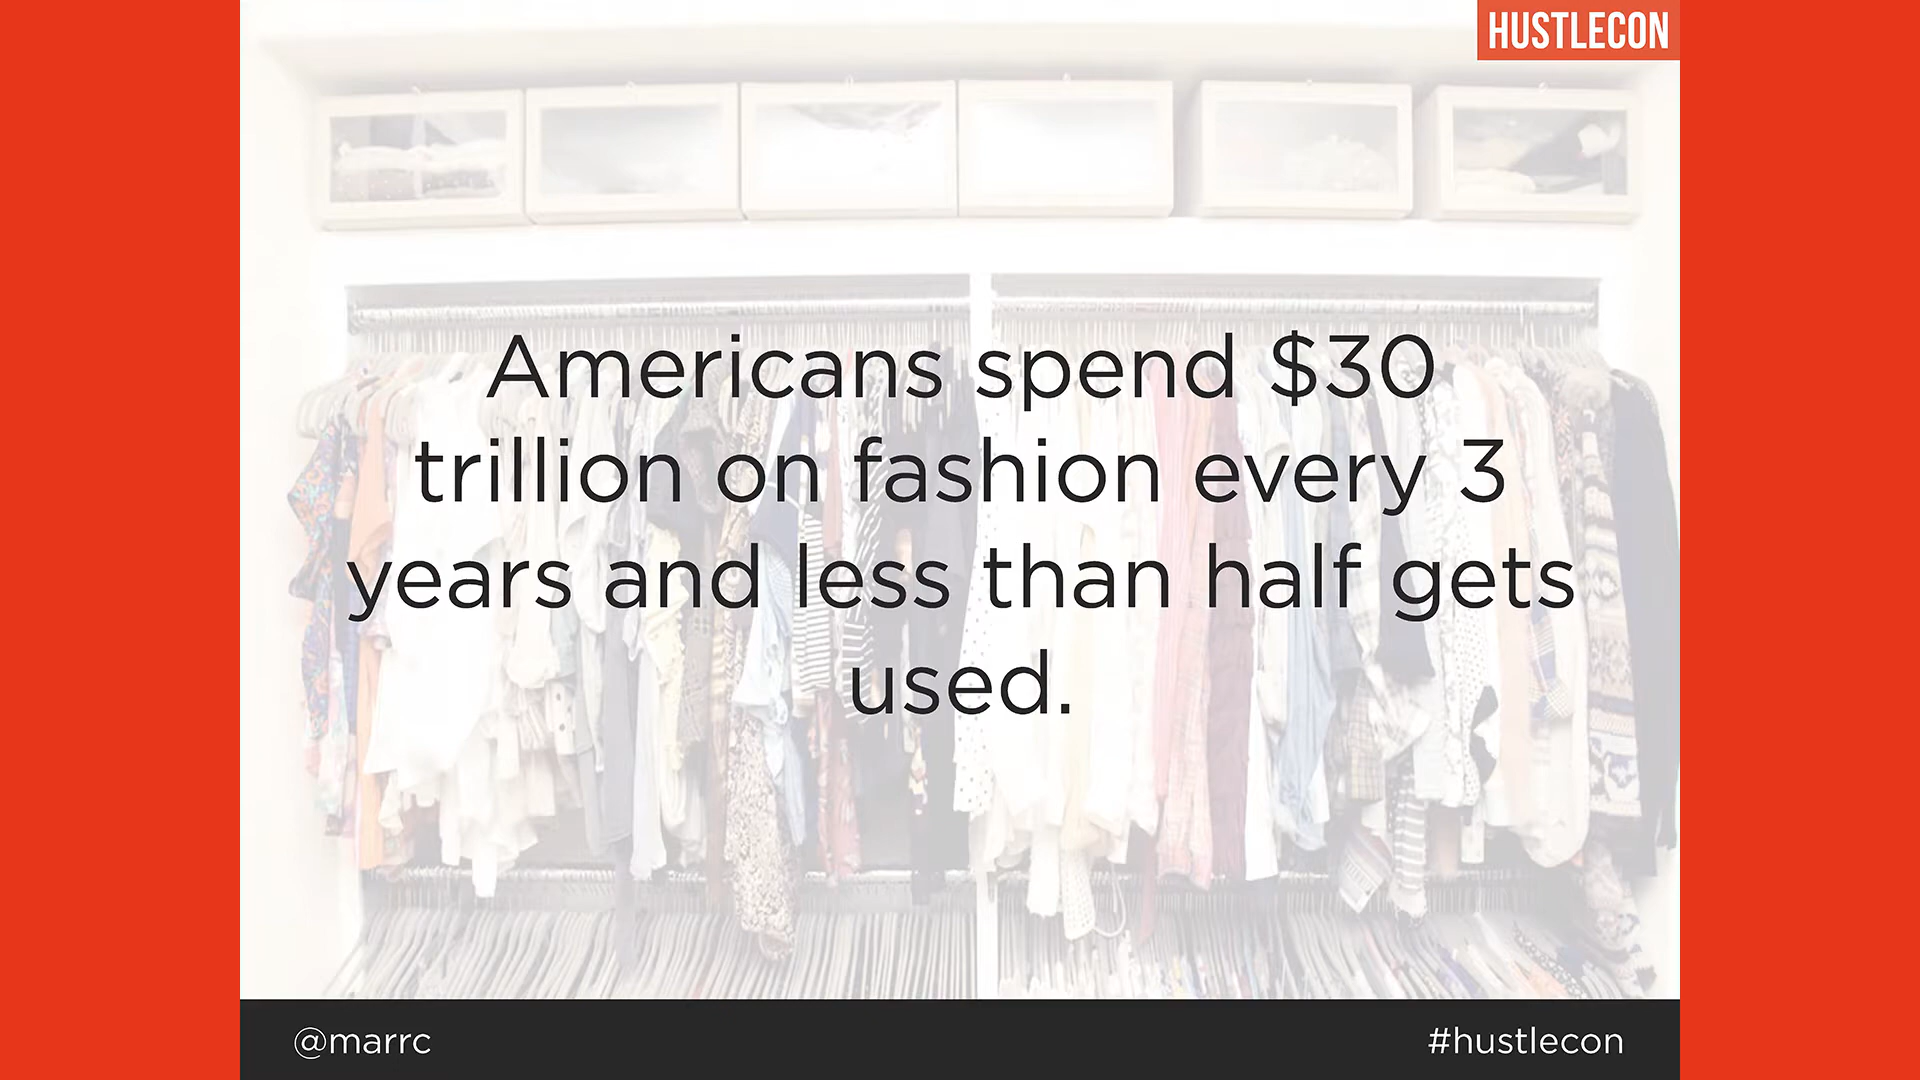 HUSTLECON
Americans spend $30
trillion on fashion every 3
years and less than half gets
used.
@marrc
#hustlecon